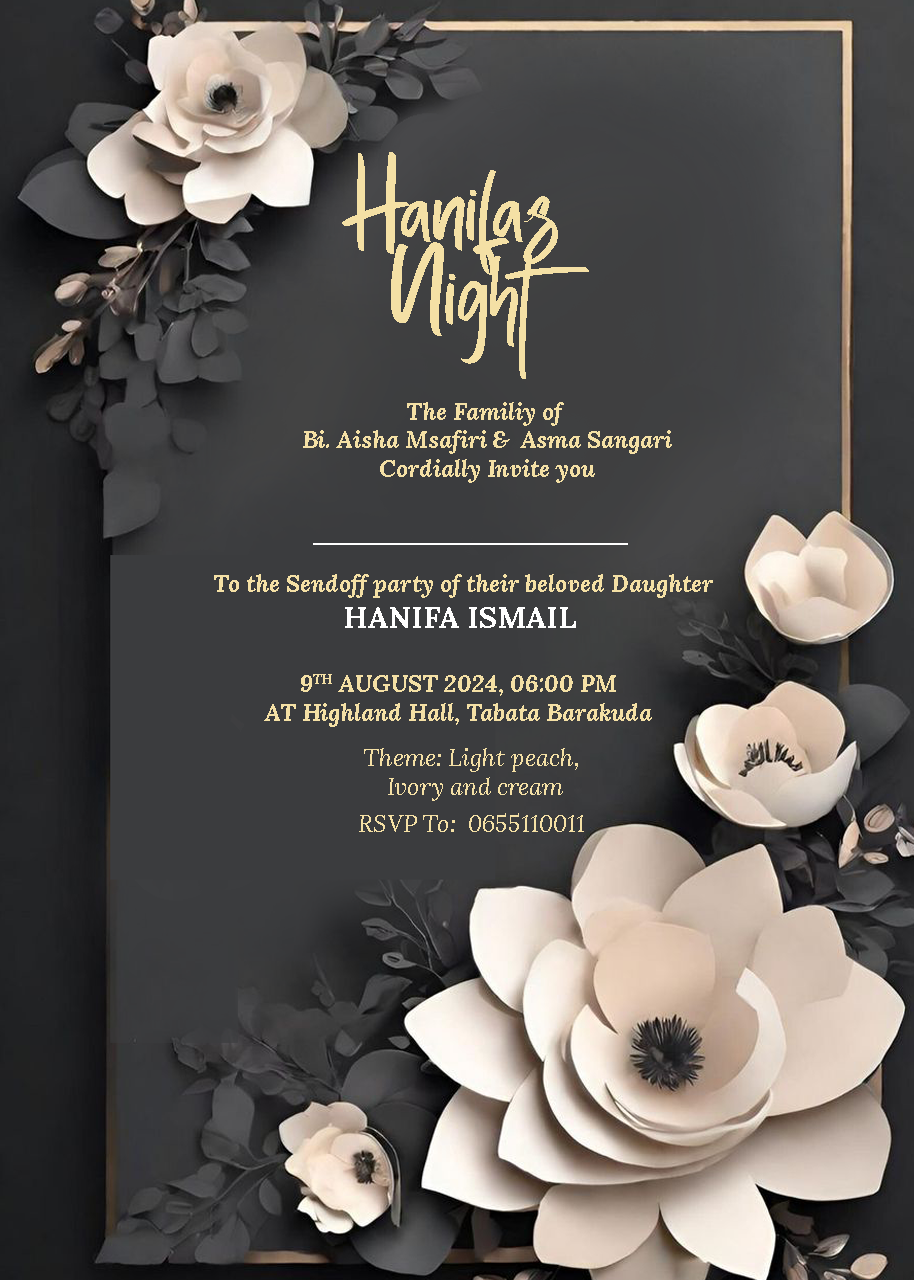 Hanifas
Night
The Familiy of
Bi. Aisha Msafiri & Asma Sangari
Cordially Invite you
To the Sendoff party of their beloved Daughter
HANIFA ISMAIL
9TH AUGUST 2024, 06:00 PM
AT Highland Hall, Tabata Barakuda
Theme: Light peach,
Ivory and cream
RSVP To: 0655110011